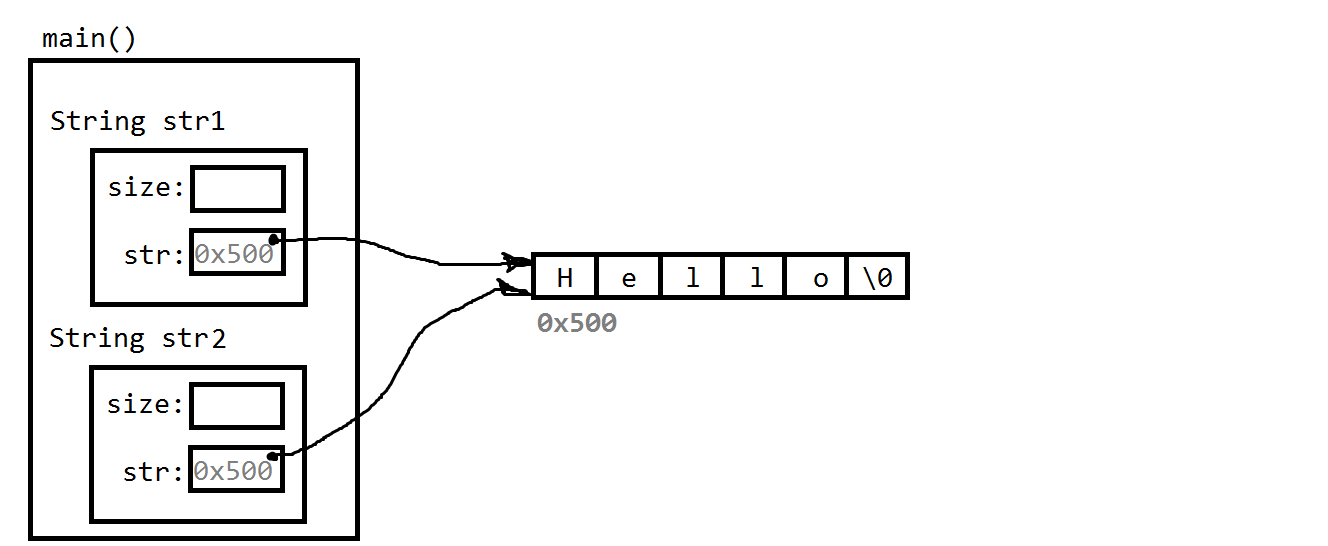 main()
String str1
size:
str: 0x500
H e l l o \0
0x500
String str2
size:
str: 0x500